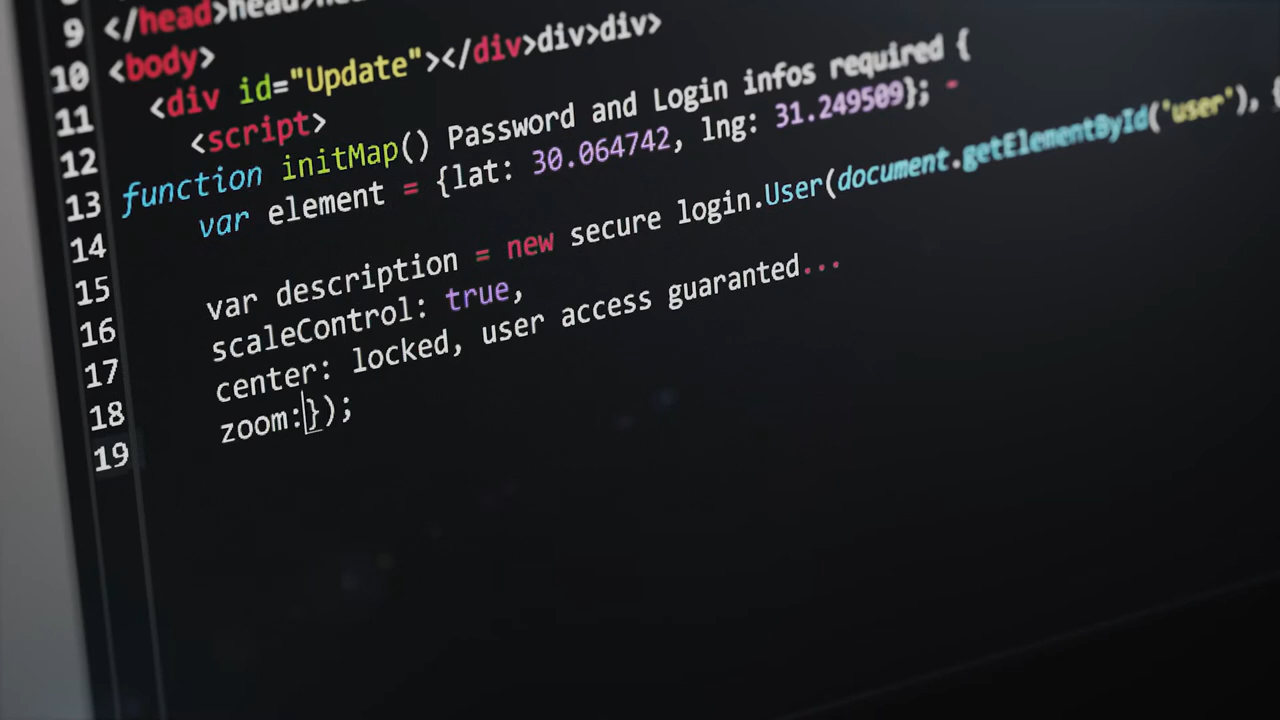 9 </head>head>
10 <body>
11 <div id="Update"></div>div>div>
12 <script>
13 function initMap() Password and Login infos required {
14 var element = {lat: 30.064742, lng: 31.249509}; -
15
16 var description = new secure login.User(document.getElementById('user'), {
17 scaleControl: true,
18 center: locked, user access guaranted...
19 zoom:});